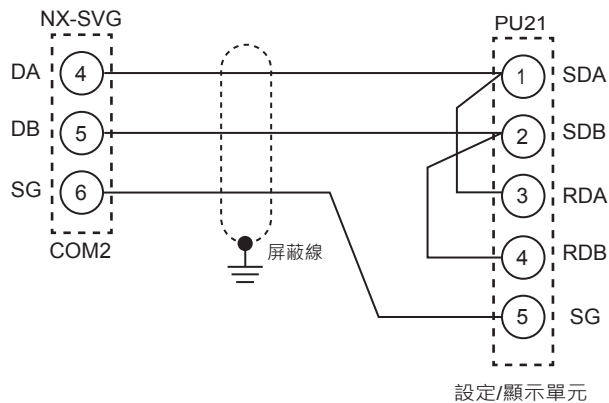 NX-SVG
PU21
DA 4
1 SDA
DB 5
2 SDB
SG 6
3 RDA
COM2
屏蔽線
4 RDB
5 SG
設定/顯示單元